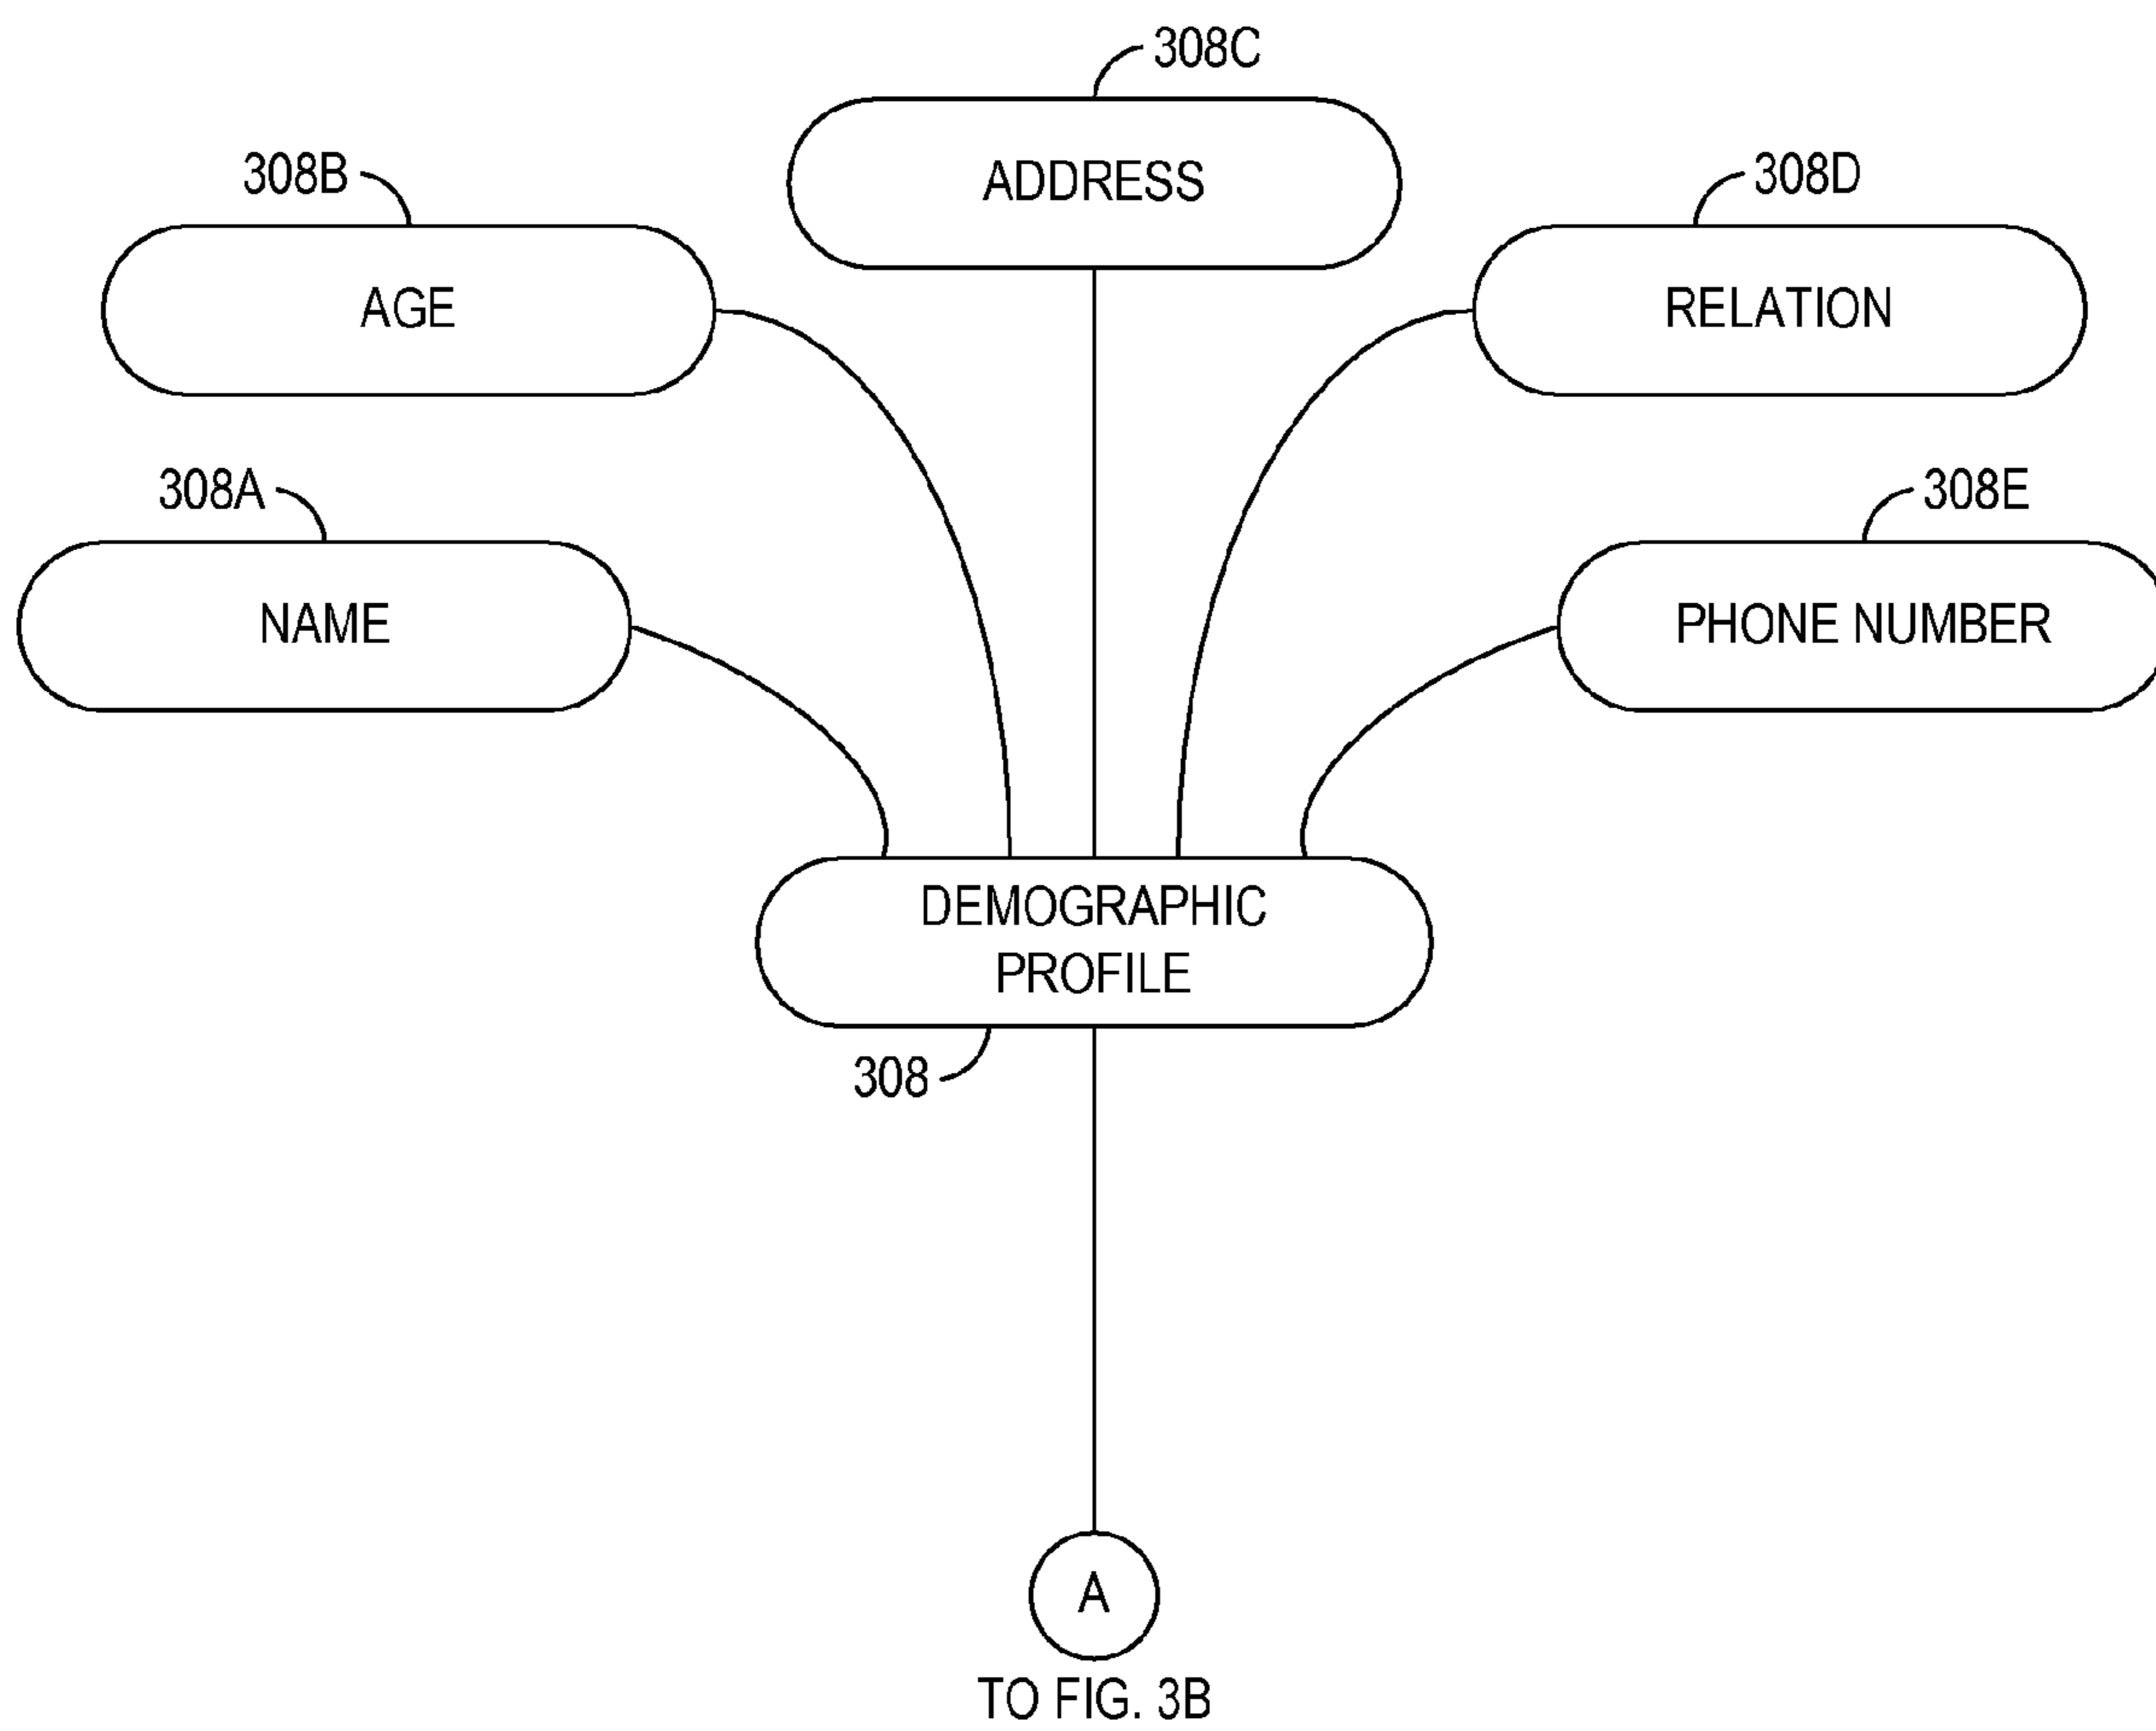 308C
ADDRESS
308B
308D
AGE
RELATION
308A
308E
NAME
PHONE NUMBER
DEMOGRAPHIC
PROFILE
308
A
TO FIG. 3B